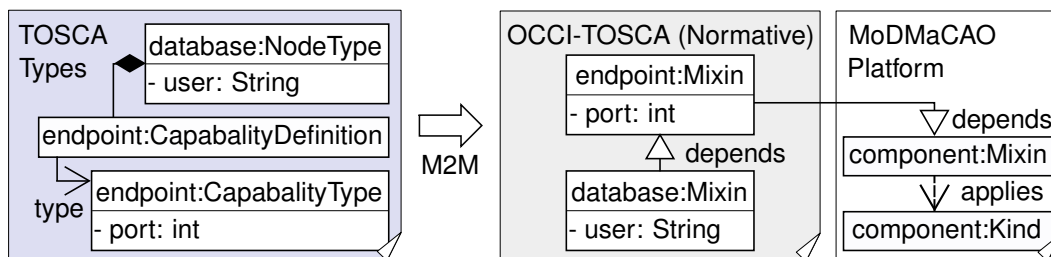 TOSCA
Types
database:NodeType
- user: String
endpoint:CapabalityDefinition
type
endpoint:CapabalityType
- port: int
M2M
OCCI-TOSCA (Normative)
endpoint:Mixin
- port: int
depends
database:Mixin
- user: String
MoDMaCAO
Platform
depends
component:Mixin
applies
component:Kind